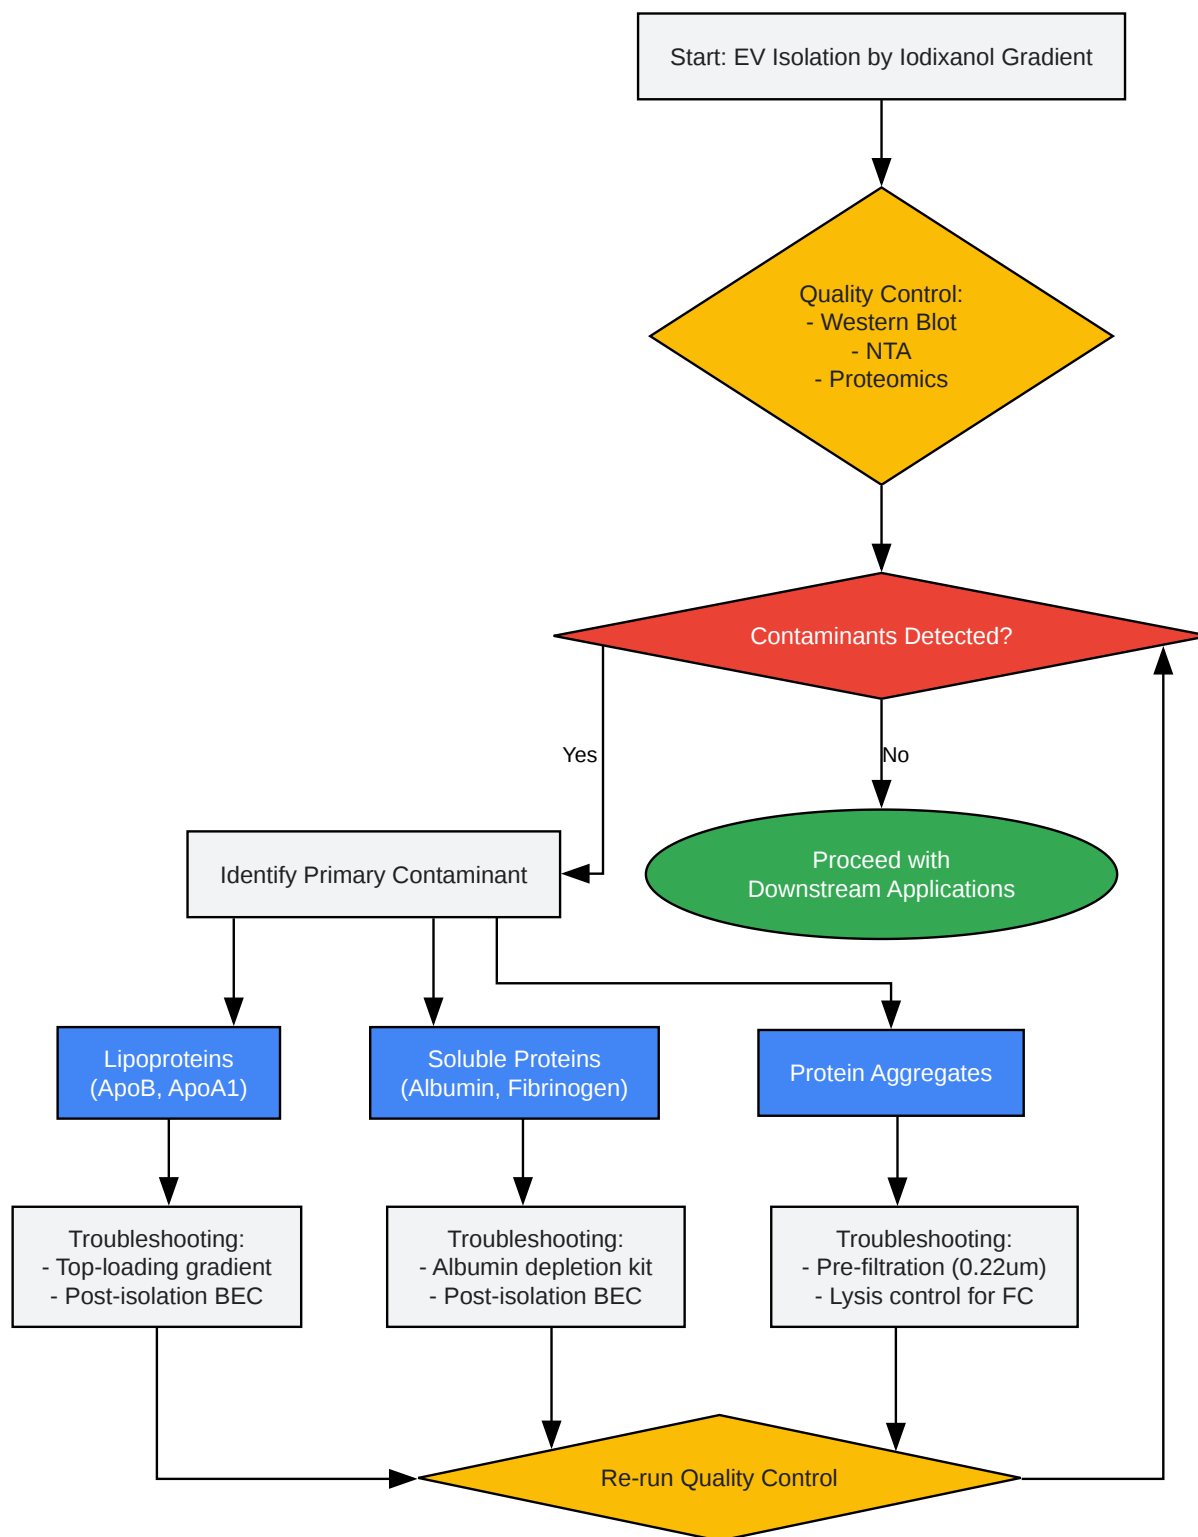 Start: EV Isolation by Iodixanol Gradient
Quality Control:
- Western Blot
- NTA
- Proteomics
Contaminants Detected?
Yes
No
Proceed with
Downstream Applications
Identify Primary Contaminant
Lipoproteins
(ApoB, ApoA1)
Soluble Proteins
(Albumin, Fibrinogen)
Protein Aggregates
Troubleshooting:
- Top-loading gradient
- Post-isolation BEC
Troubleshooting:
- Albumin depletion kit
- Post-isolation BEC
Troubleshooting:
- Pre-filtration (0.22um)
- Lysis control for FC
Re-run Quality Control